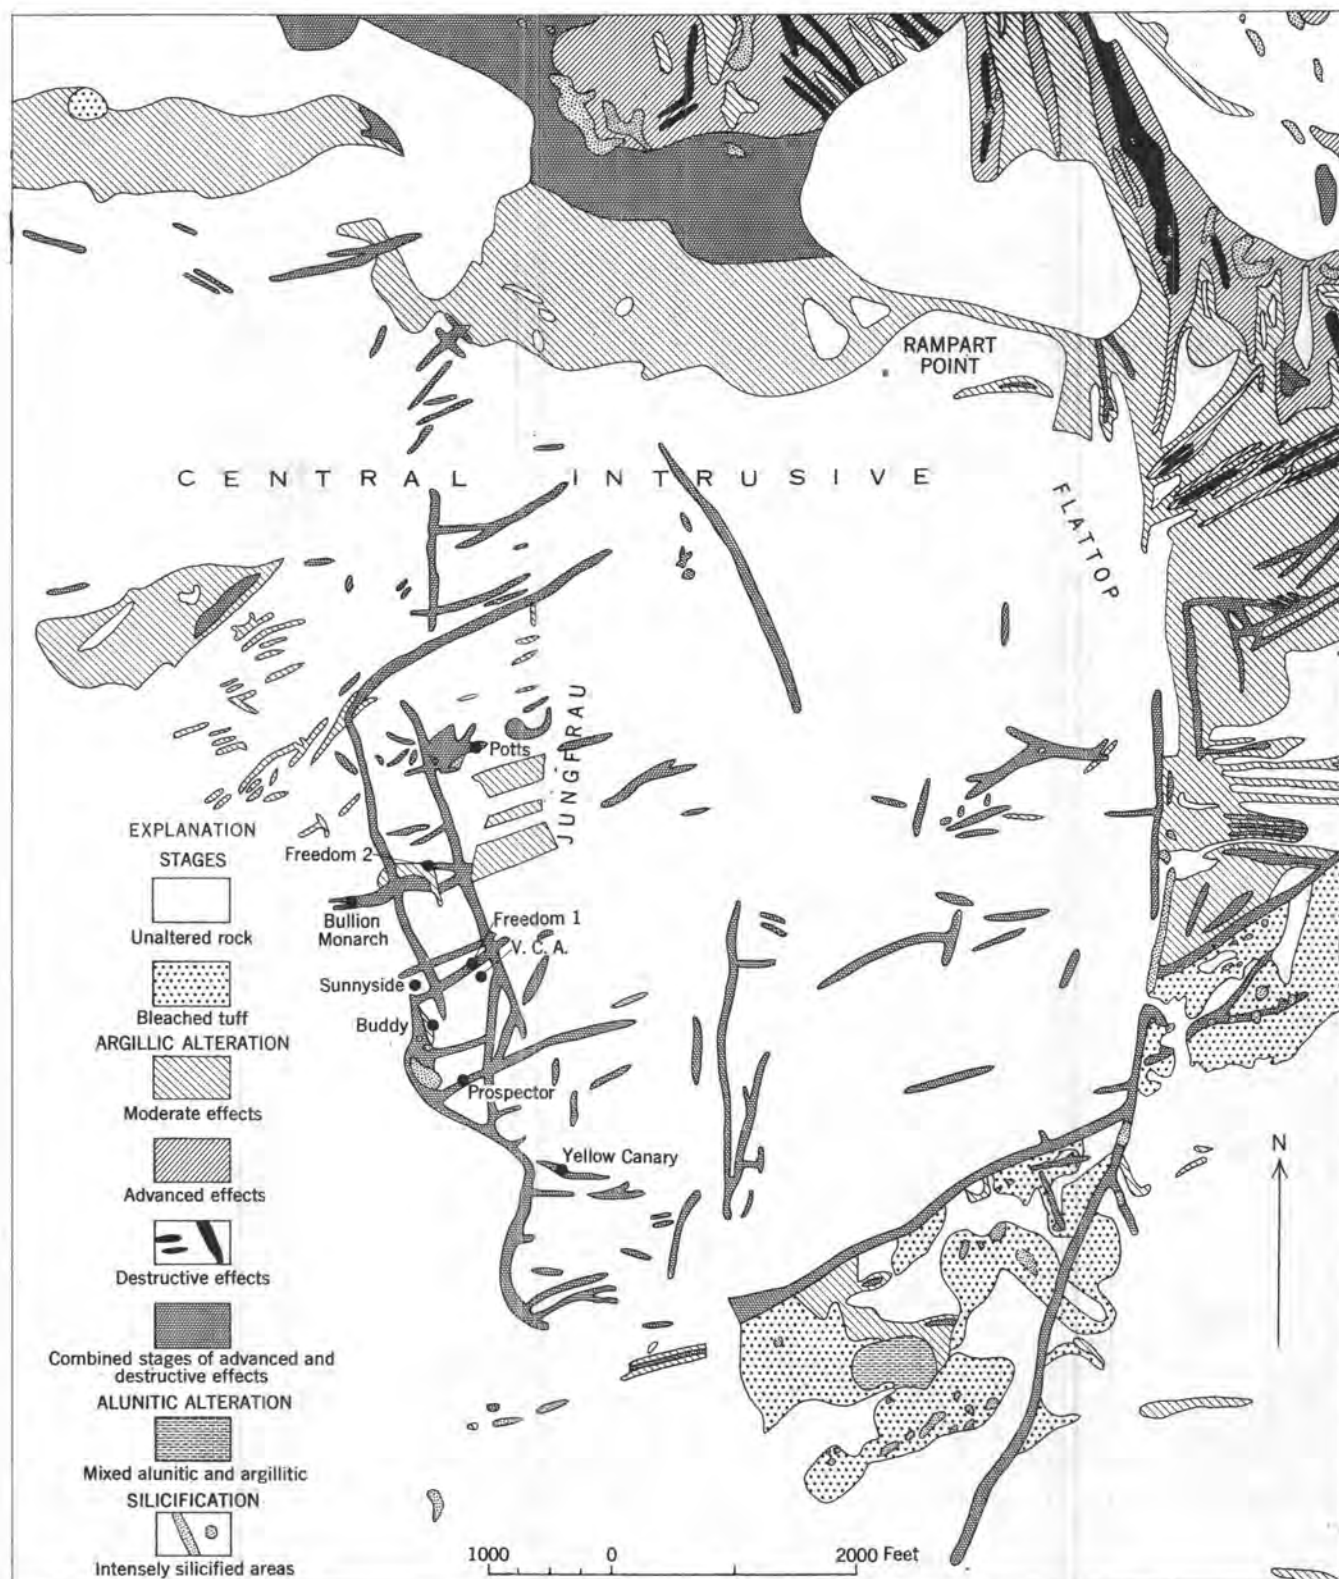 RAMPART
POINT
CENTRAL INTRUSIVE
FLATTOP
JUNGFRAU
Potts
EXPLANATION
STAGES
Unaltered rock
Bleached tuff
ARGILLIC ALTERATION
Moderate effects
Advanced effects
Destructive effects
Combined stages of advanced and
destructive effects
ALUNITIC ALTERATION
Mixed alunitic and argillitic
SILICIFICATION
Intensely silicified areas
Freedom 2
Bullion
Monarch
Freedom 1
V. C. A.
Sunnyside
Buddy
Prospector
Yellow Canary
N
1000 0 2000 Feet